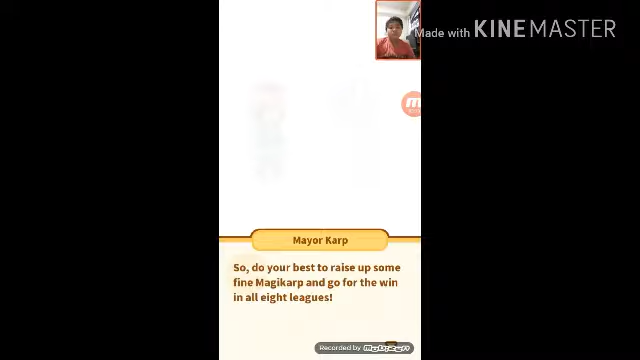 Made with KINEMASTER
Mayor Karp
So, do your best to raise up some
fine Magikarp and go for the win
in all eight leagues!
Recorded by